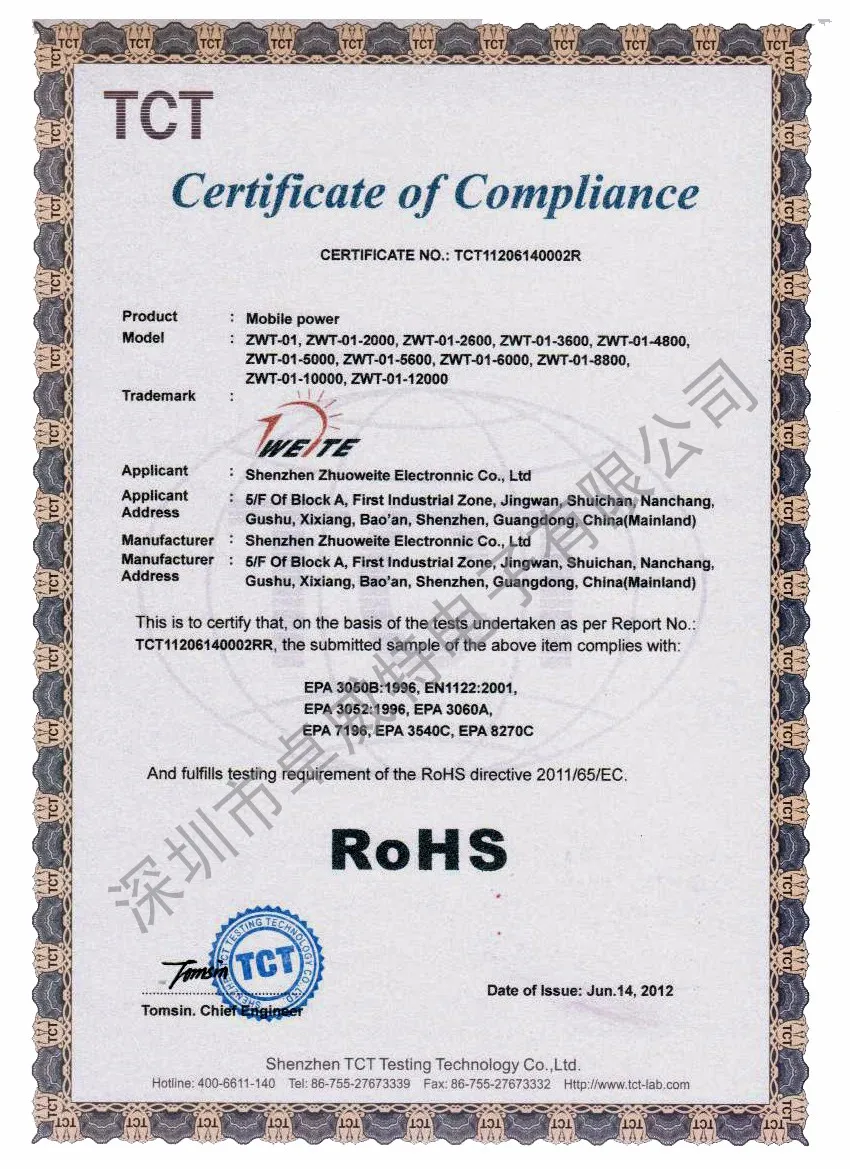 TCT
Certificate of Compliance
CERTIFICATE NO.: TCT11206140002R
Product : Mobile power
Model : ZWT-01, ZWT-01-2000, ZWT-01-2600, ZWT-01-3600, ZWT-01-4800,
ZWT-01-5000, ZWT-01-5600, ZWT-01-6000, ZWT-01-8800,
ZWT-01-10000, ZWT-01-12000
Trademark :
WEITE
Applicant : Shenzhen Zhuoweite Electronnic Co., Ltd
Applicant : 5/F Of Block A, First Industrial Zone, Jingwan, Shuichan, Nanchang,
Address Gushu, Xixiang, Bao'an, Shenzhen, Guangdong, China(Mainland)
Manufacturer : Shenzhen Zhuoweite Electronnic Co., Ltd
Manufacturer : 5/F Of Block A, First Industrial Zone, Jingwan, Shuichan, Nanchang,
Address Gushu, Xixiang, Bao'an, Shenzhen, Guangdong, China(Mainland)
This is to certify that, on the basis of the tests undertaken as per Report No.:
TCT11206140002RR, the submitted sample of the above item complies with:
EPA 3050B:1996, EN1122:2001,
EPA 3052:1996, EPA 3060A,
EPA 7196, EPA 3540C, EPA 8270C
And fulfills testing requirement of the RoHS directive 2011/65/EC.
RoHS
深圳市卓威特电子有限公司
Tomsin
TCT
SHENZHEN TCT TESTING TECHNOLOGY CO.,LTD
Tomsin. Chief Engineer
Date of Issue: Jun.14, 2012
Shenzhen TCT Testing Technology Co.,Ltd.
Hotline: 400-6611-140 Tel: 86-755-27673339 Fax: 86-755-27673332 Http://www.tct-lab.com